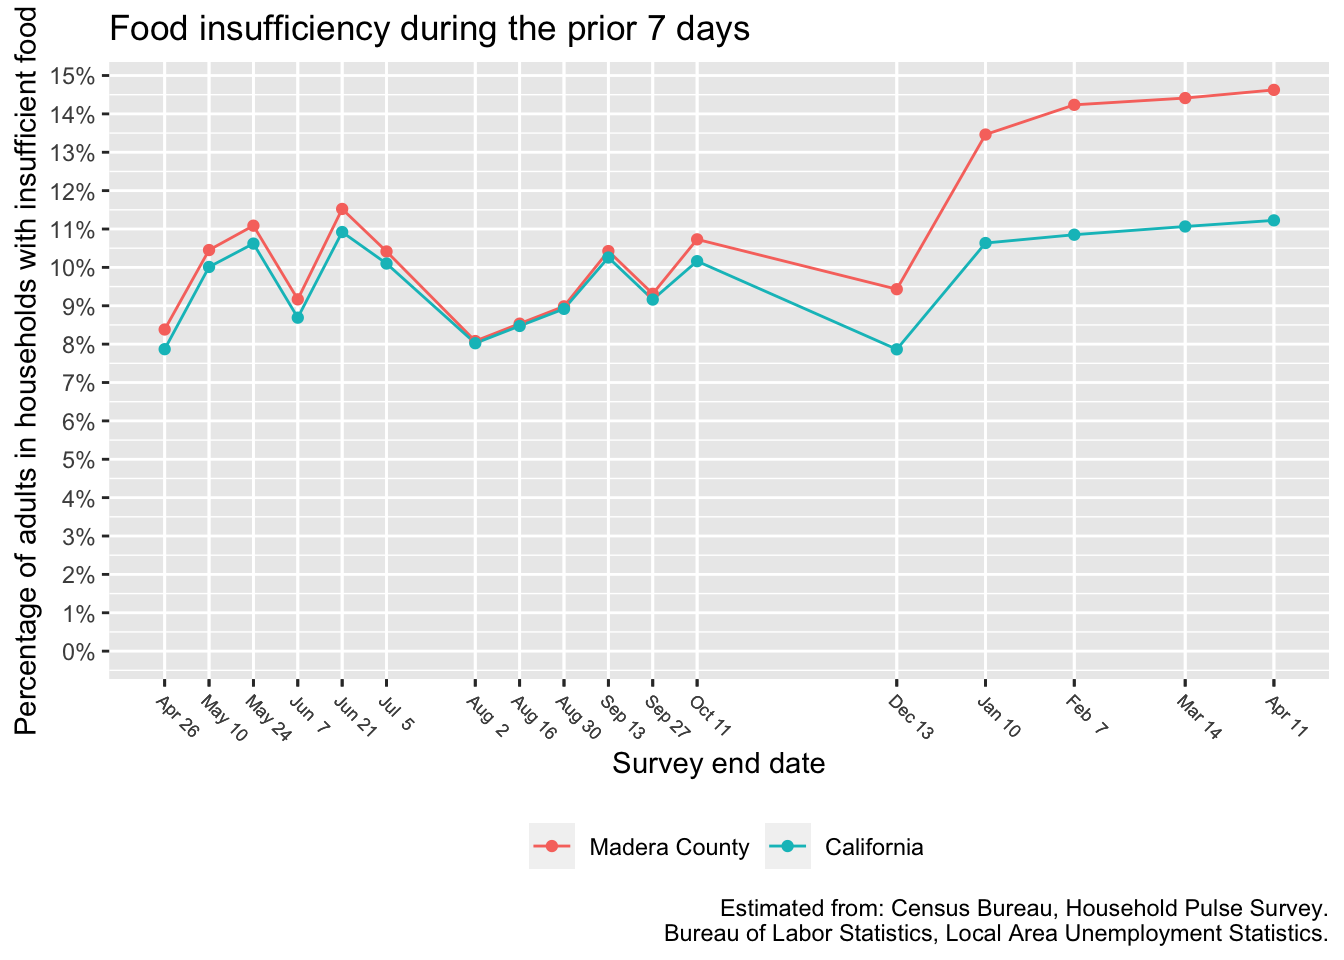 Food insufficiency during the prior 7 days
Percentage of adults in households with insufficient food
15%
14%
13%
12%
11%
10%
9%
8%
7%
6%
5%
4%
3%
2%
1%
0%
Apr 26
May 10
May 24
Jun 7
Jun 21
Jul 5
Aug 2
Aug 16
Aug 30
Sep 13
Sep 27
Oct 11
Dec 13
Jan 10
Feb 7
Mar 14
Apr 11
Survey end date
Madera County
California
Estimated from: Census Bureau, Household Pulse Survey.
Bureau of Labor Statistics, Local Area Unemployment Statistics.